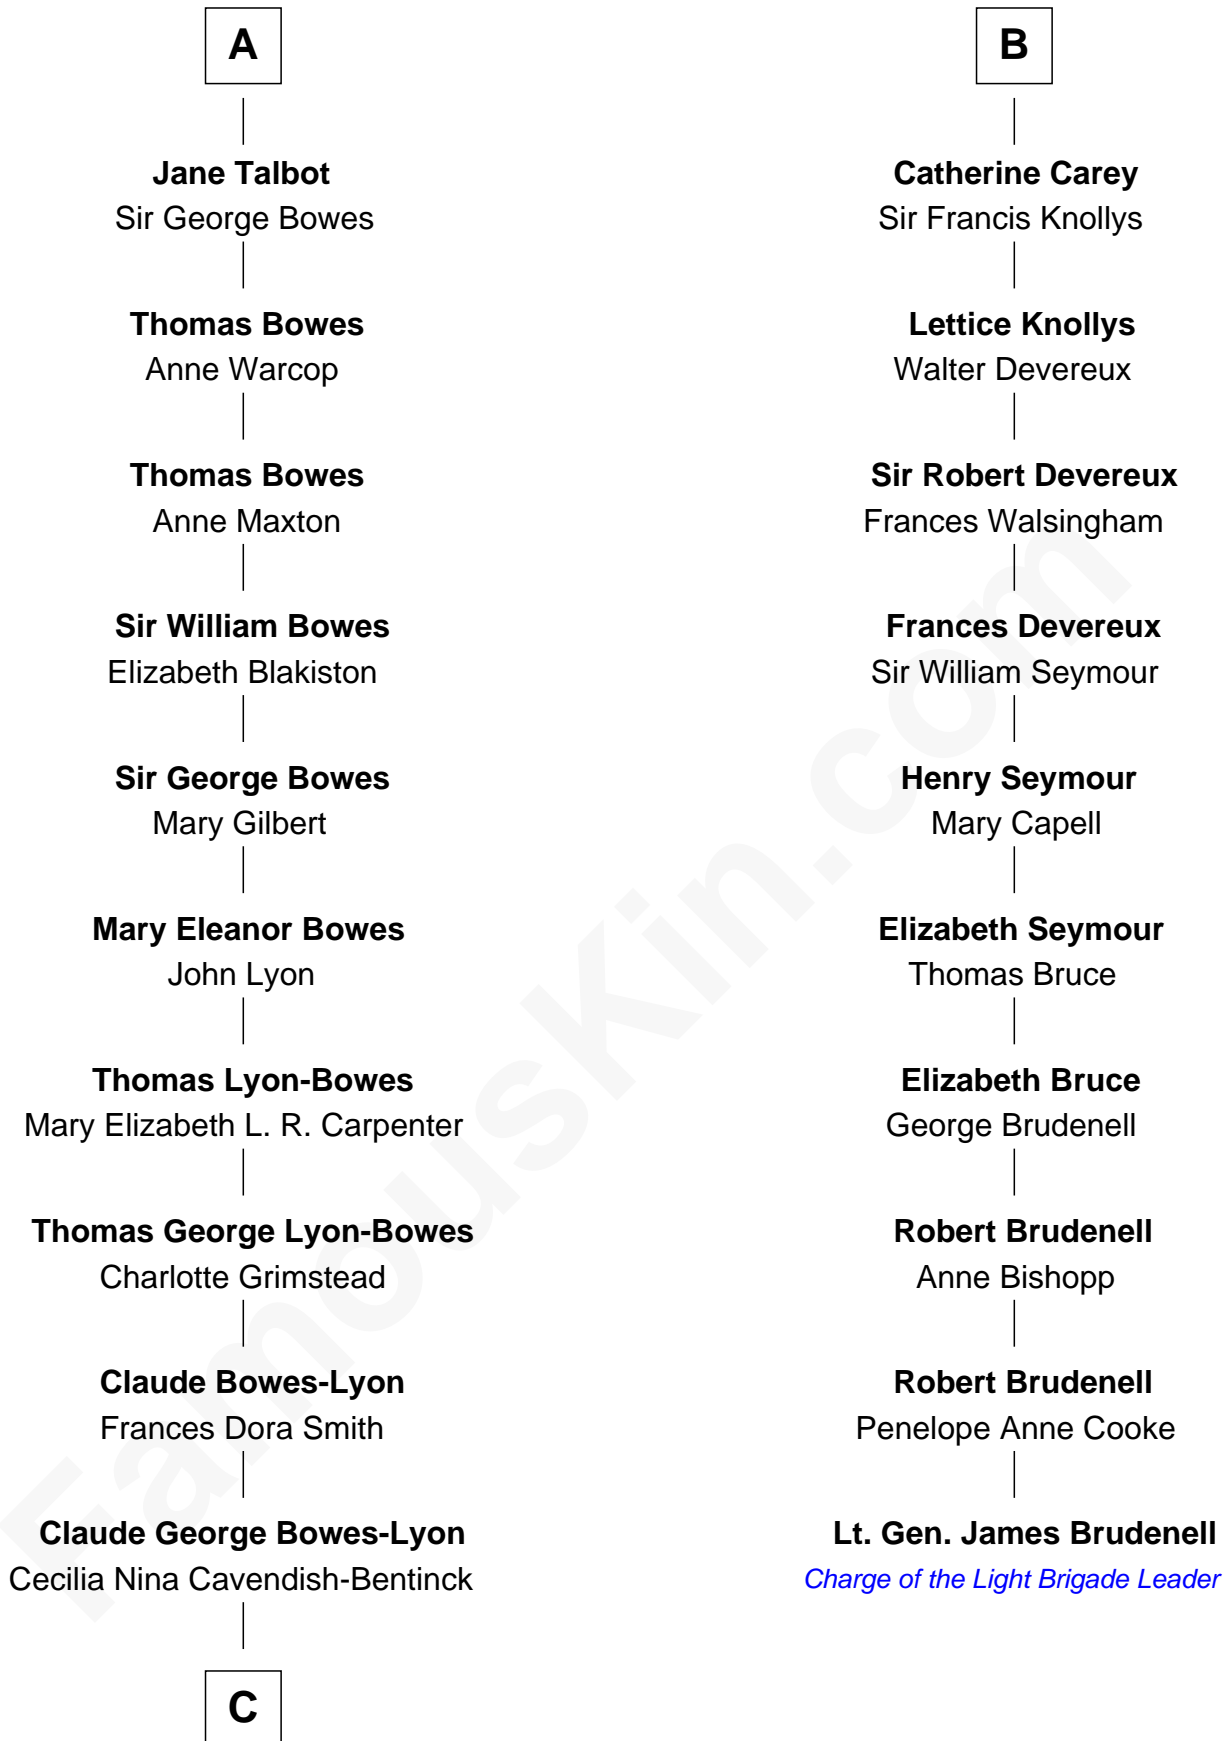 A
Jane Talbot
Sir George Bowes
Thomas Bowes
Anne Warcop
Thomas Bowes
Anne Maxton
Sir William Bowes
Elizabeth Blakiston
Sir George Bowes
Mary Gilbert
Mary Eleanor Bowes
John Lyon
Thomas Lyon-Bowes
Mary Elizabeth L. R. Carpenter
Thomas George Lyon-Bowes
Charlotte Grimstead
Claude Bowes-Lyon
Frances Dora Smith
Claude George Bowes-Lyon
Cecilia Nina Cavendish-Bentinck
C
B
Catherine Carey
Sir Francis Knollys
Lettice Knollys
Walter Devereux
Sir Robert Devereux
Frances Walsingham
Frances Devereux
Sir William Seymour
Henry Seymour
Mary Capell
Elizabeth Seymour
Thomas Bruce
Elizabeth Bruce
George Brudenell
Robert Brudenell
Anne Bishopp
Robert Brudenell
Penelope Anne Cooke
Lt. Gen. James Brudenell
Charge of the Light Brigade Leader
FamousKin.com